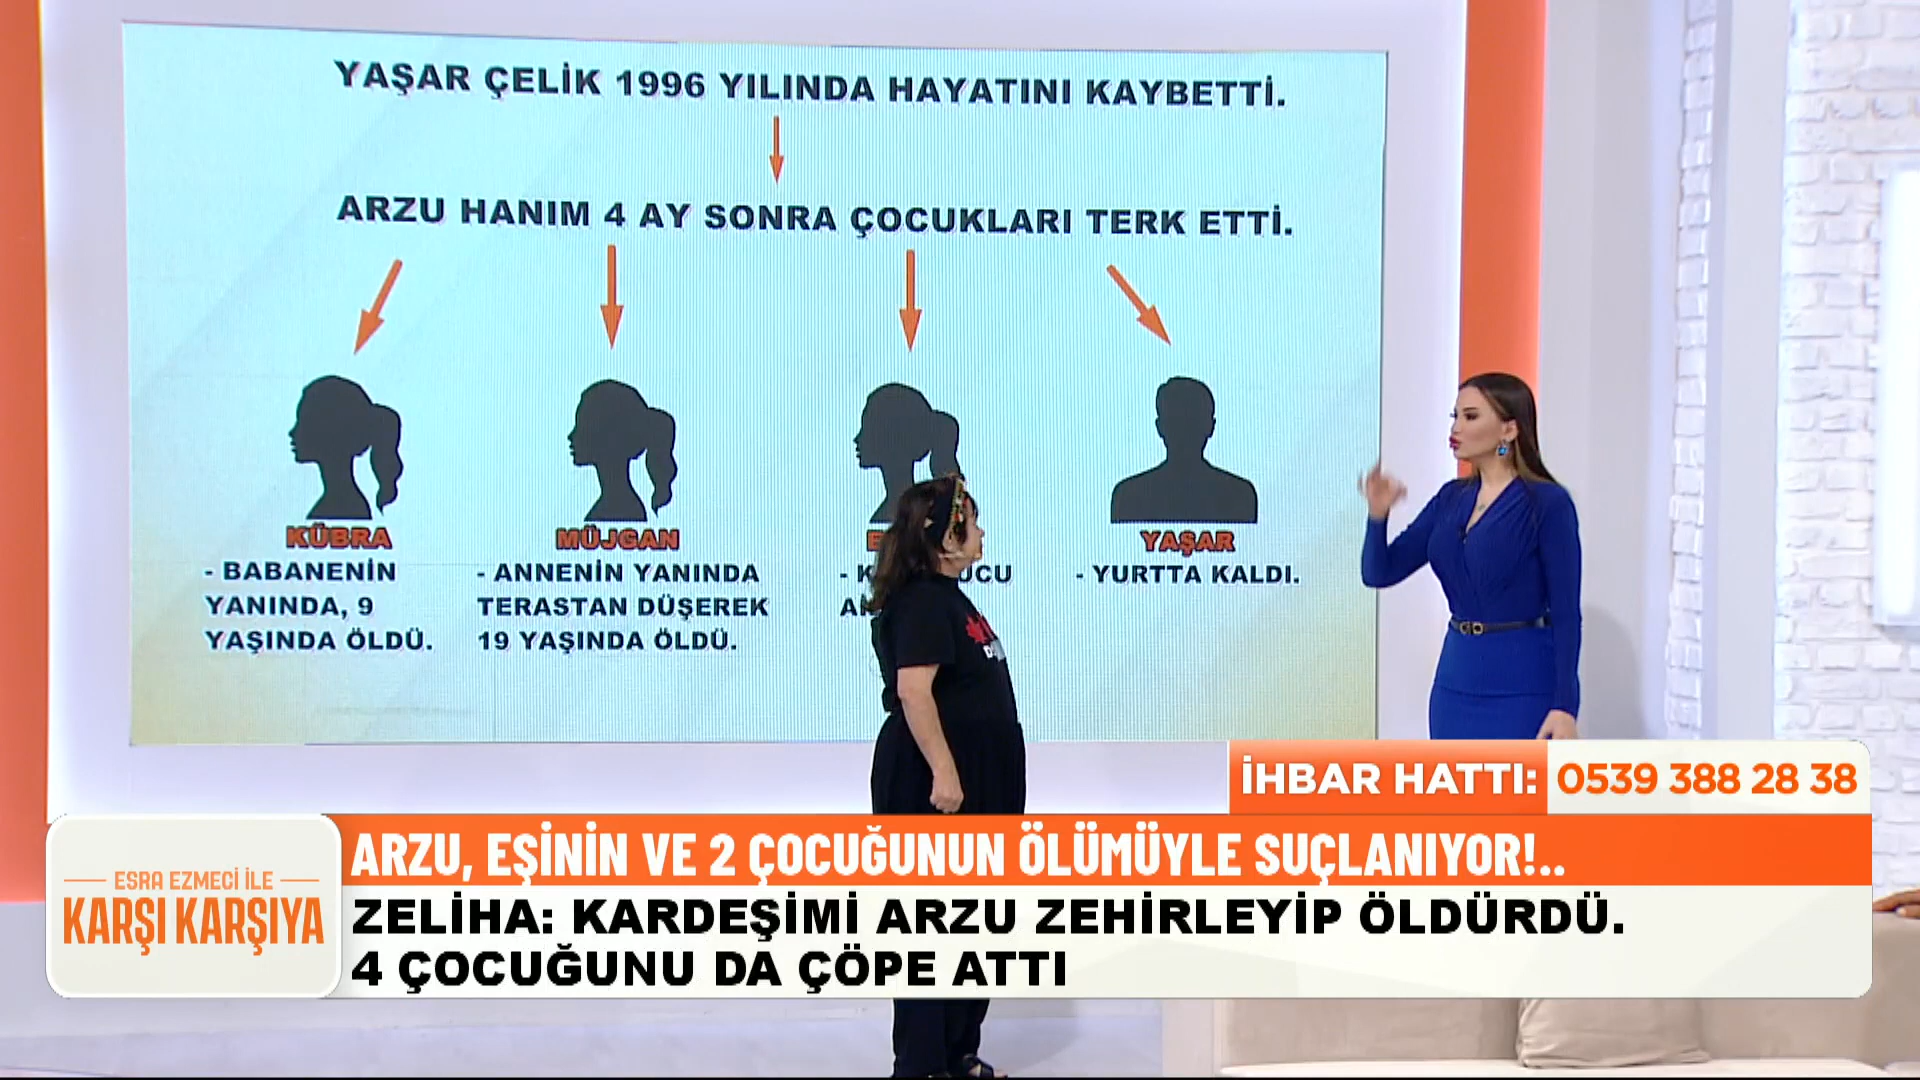 YAŞAR ÇELİK 1996 YILINDA HAYATINI KAYBETTİ.
ARZU HANIM 4 AY SONRA ÇOCUKLARI TERK ETTİ.
KÜBRA
- BABANENİN
YANINDA, 9
YAŞINDA ÖLDÜ.
MÜJGAN
- ANNENİN YANINDA
TERASTAN DÜŞEREK
19 YAŞINDA ÖLDÜ.
YAŞAR
- YURTTA KALDI.
İHBAR HATTI: 0539 388 28 38
ESRA EZMECİ İLE
KARŞI KARŞIYA
ARZU, EŞİNİN VE 2 ÇOCUĞUNUN ÖLÜMÜYLE SUÇLANIYOR!..
ZELİHA: KARDEŞİMİ ARZU ZEHİRLEYİP ÖLDÜRDÜ.
4 ÇOCUĞUNU DA ÇÖPE ATTI